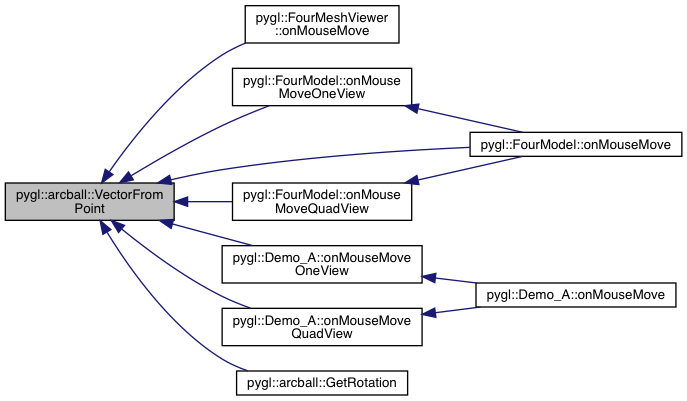 pygl::FourMeshViewer
::onMouseMove
pygl::FourModel::onMouse
MoveOneView
pygl::FourModel::onMouseMove
pygl::arcball::VectorFrom
Point
pygl::FourModel::onMouse
MoveQuadView
pygl::Demo_A::onMouseMove
OneView
pygl::Demo_A::onMouseMove
pygl::Demo_A::onMouseMove
QuadView
pygl::arcball::GetRotation